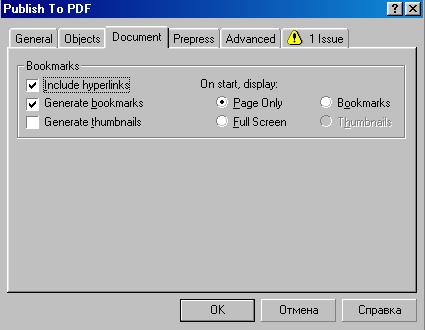 Publish To PDF
General Objects Document Prepress Advanced 1 Issue
Bookmarks
Include hyperlinks On start, display:
Generate bookmarks Page Only Bookmarks
Generate thumbnails Full Screen Thumbnails
OK Отмена Справка